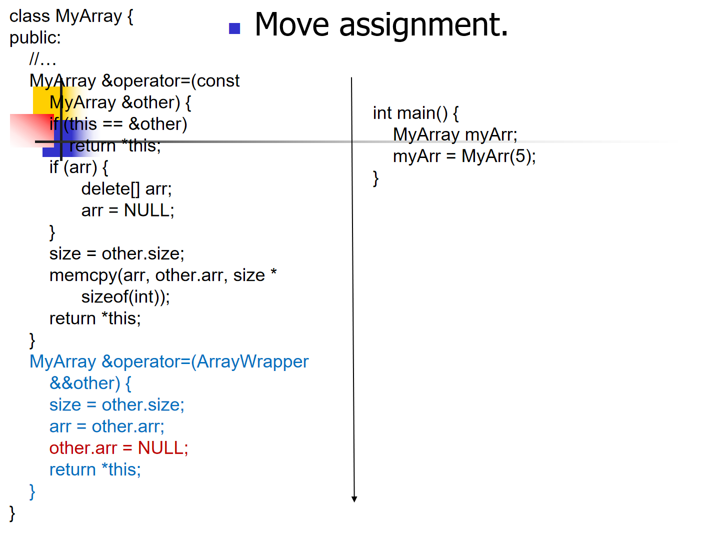 Move assignment.
class MyArray {
public:
//…
MyArray &operator=(const
MyArray &other) {
if (this == &other)
return *this;
if (arr) {
delete[] arr;
arr = NULL;
}
size = other.size;
memcpy(arr, other.arr, size *
sizeof(int));
return *this;
}
MyArray &operator=(ArrayWrapper
&&other) {
size = other.size;
arr = other.arr;
other.arr = NULL;
return *this;
}
}
int main() {
MyArray myArr;
myArr = MyArr(5);
}